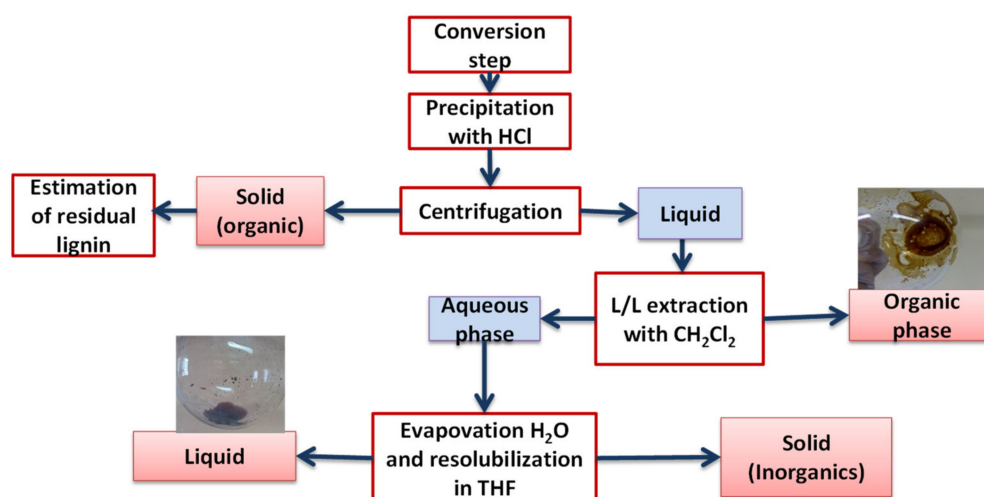 Conversion
step
Precipitation
with HCl
Estimation
of residual
lignin
Solid
(organic)
Centrifugation
Liquid
Aqueous
phase
L/L extraction
with CH₂Cl₂
Organic
phase
Liquid
Evapovation H₂O
and resolubilization
in THF
Solid
(Inorganics)